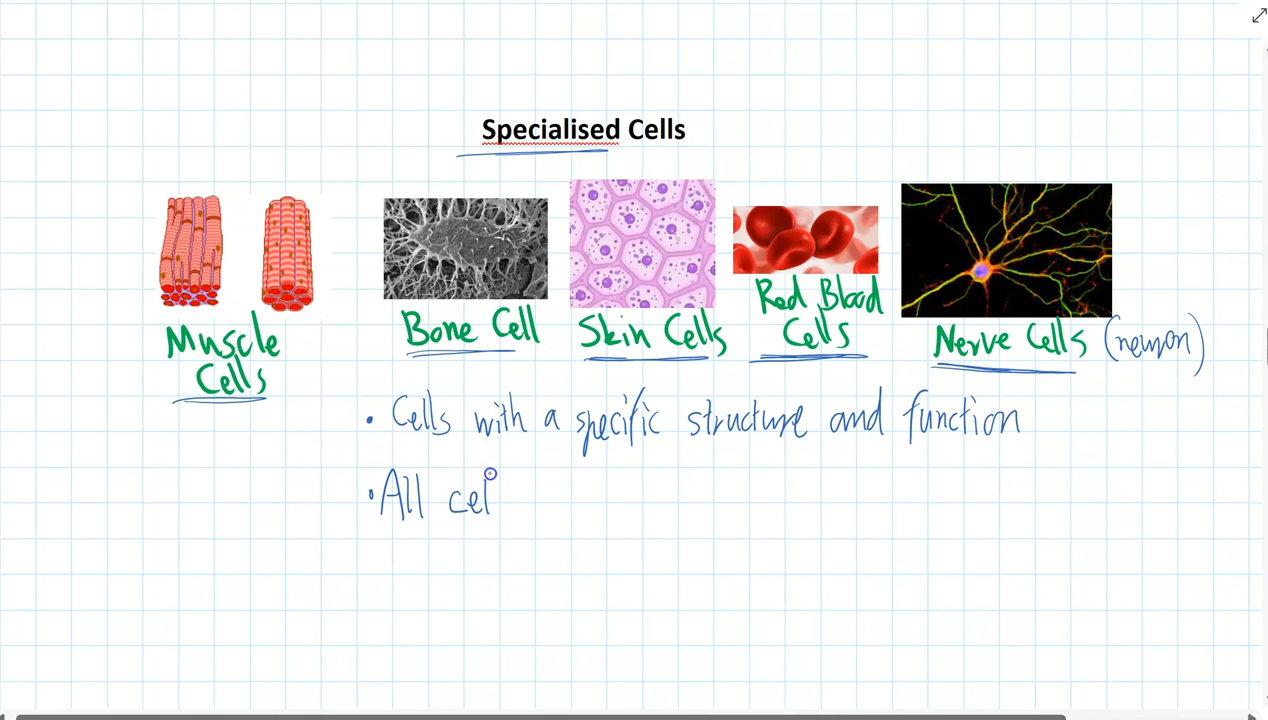 Specialised Cells
Muscle
Cells
Bone Cell
Skin Cells
Red Blood
Cells
Nerve Cells (neuron)
• Cells with a specific structure and function
• All cel